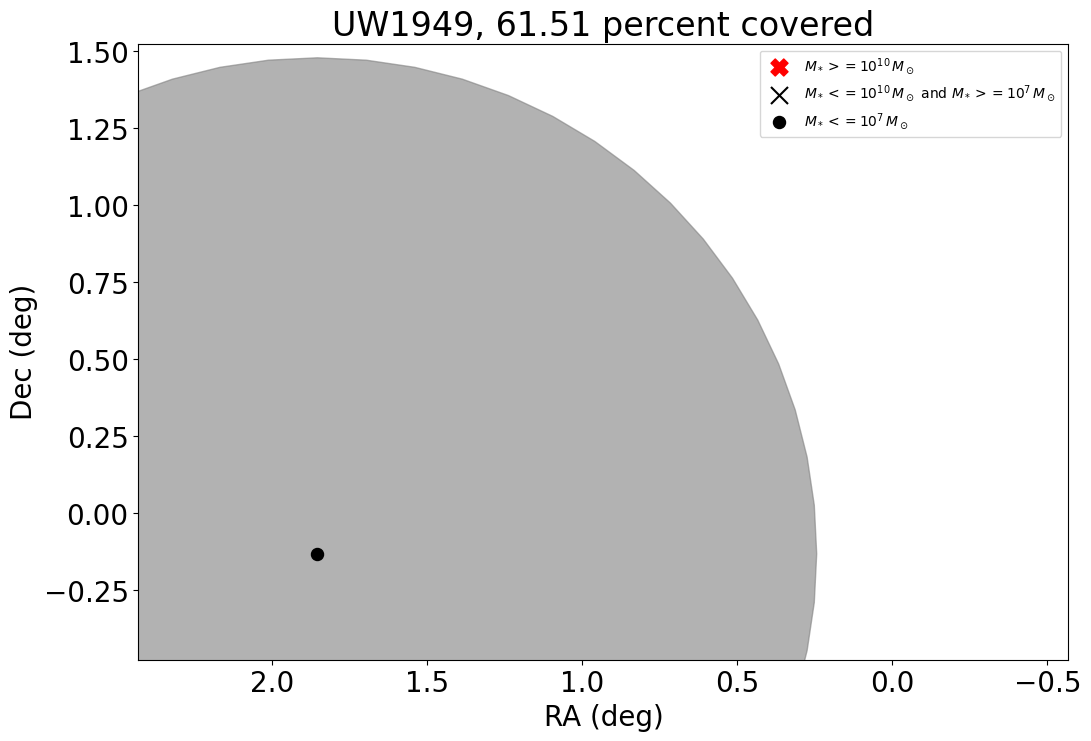 UW1949, 61.51 percent covered
M* >= 10^10 M⊙
M* <= 10^10 M⊙ and M* >= 10^7 M⊙
M* <= 10^7 M⊙
1.50
1.25
1.00
0.75
0.50
0.25
0.00
−0.25
Dec (deg)
2.0 1.5 1.0 0.5 0.0 −0.5
RA (deg)